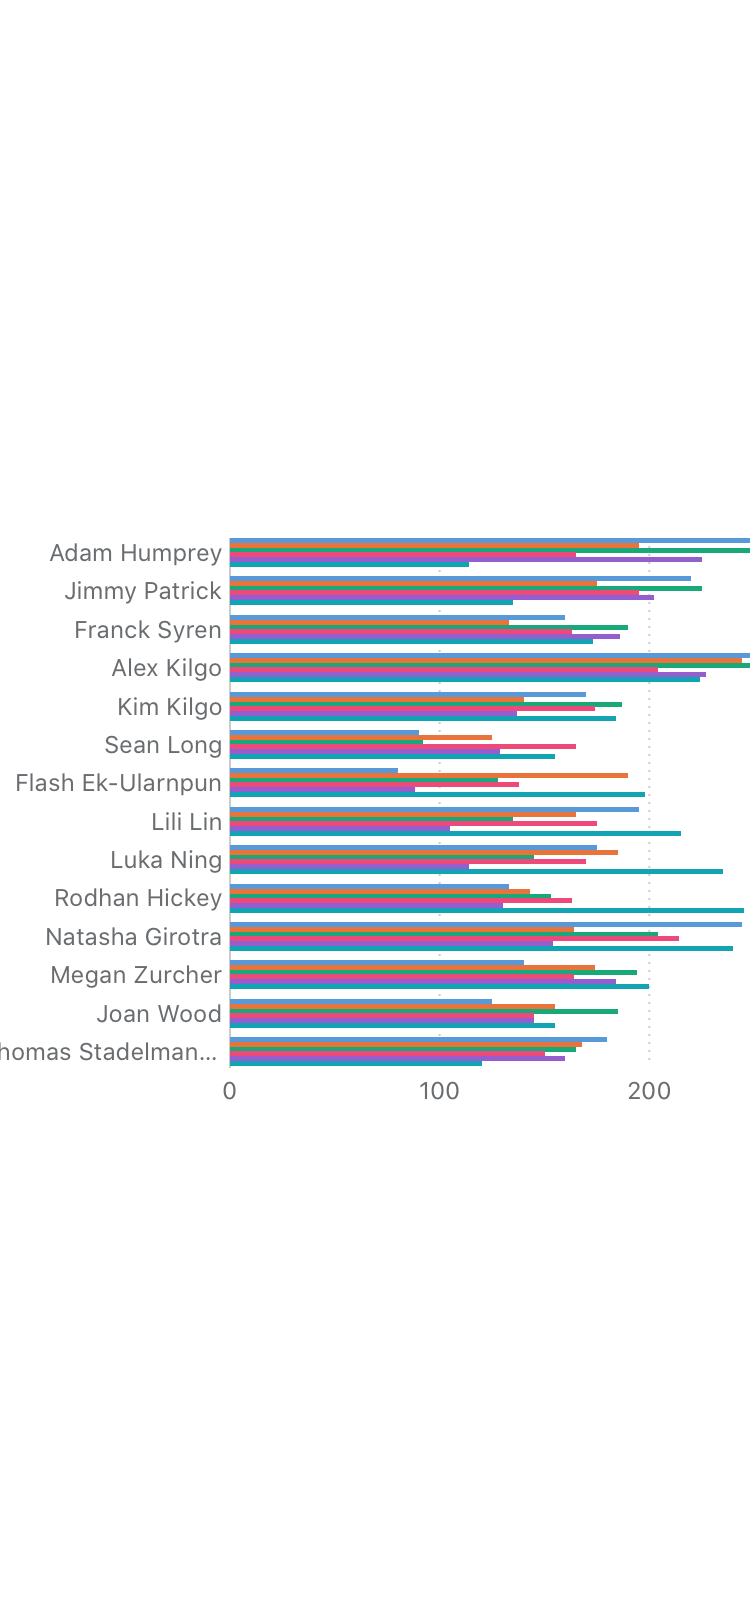 Adam Humprey
Jimmy Patrick
Franck Syren
Alex Kilgo
Kim Kilgo
Sean Long
Flash Ek-Ularnpun
Lili Lin
Luka Ning
Rodhan Hickey
Natasha Girotra
Megan Zurcher
Joan Wood
homas Stadelman...
0 100 200